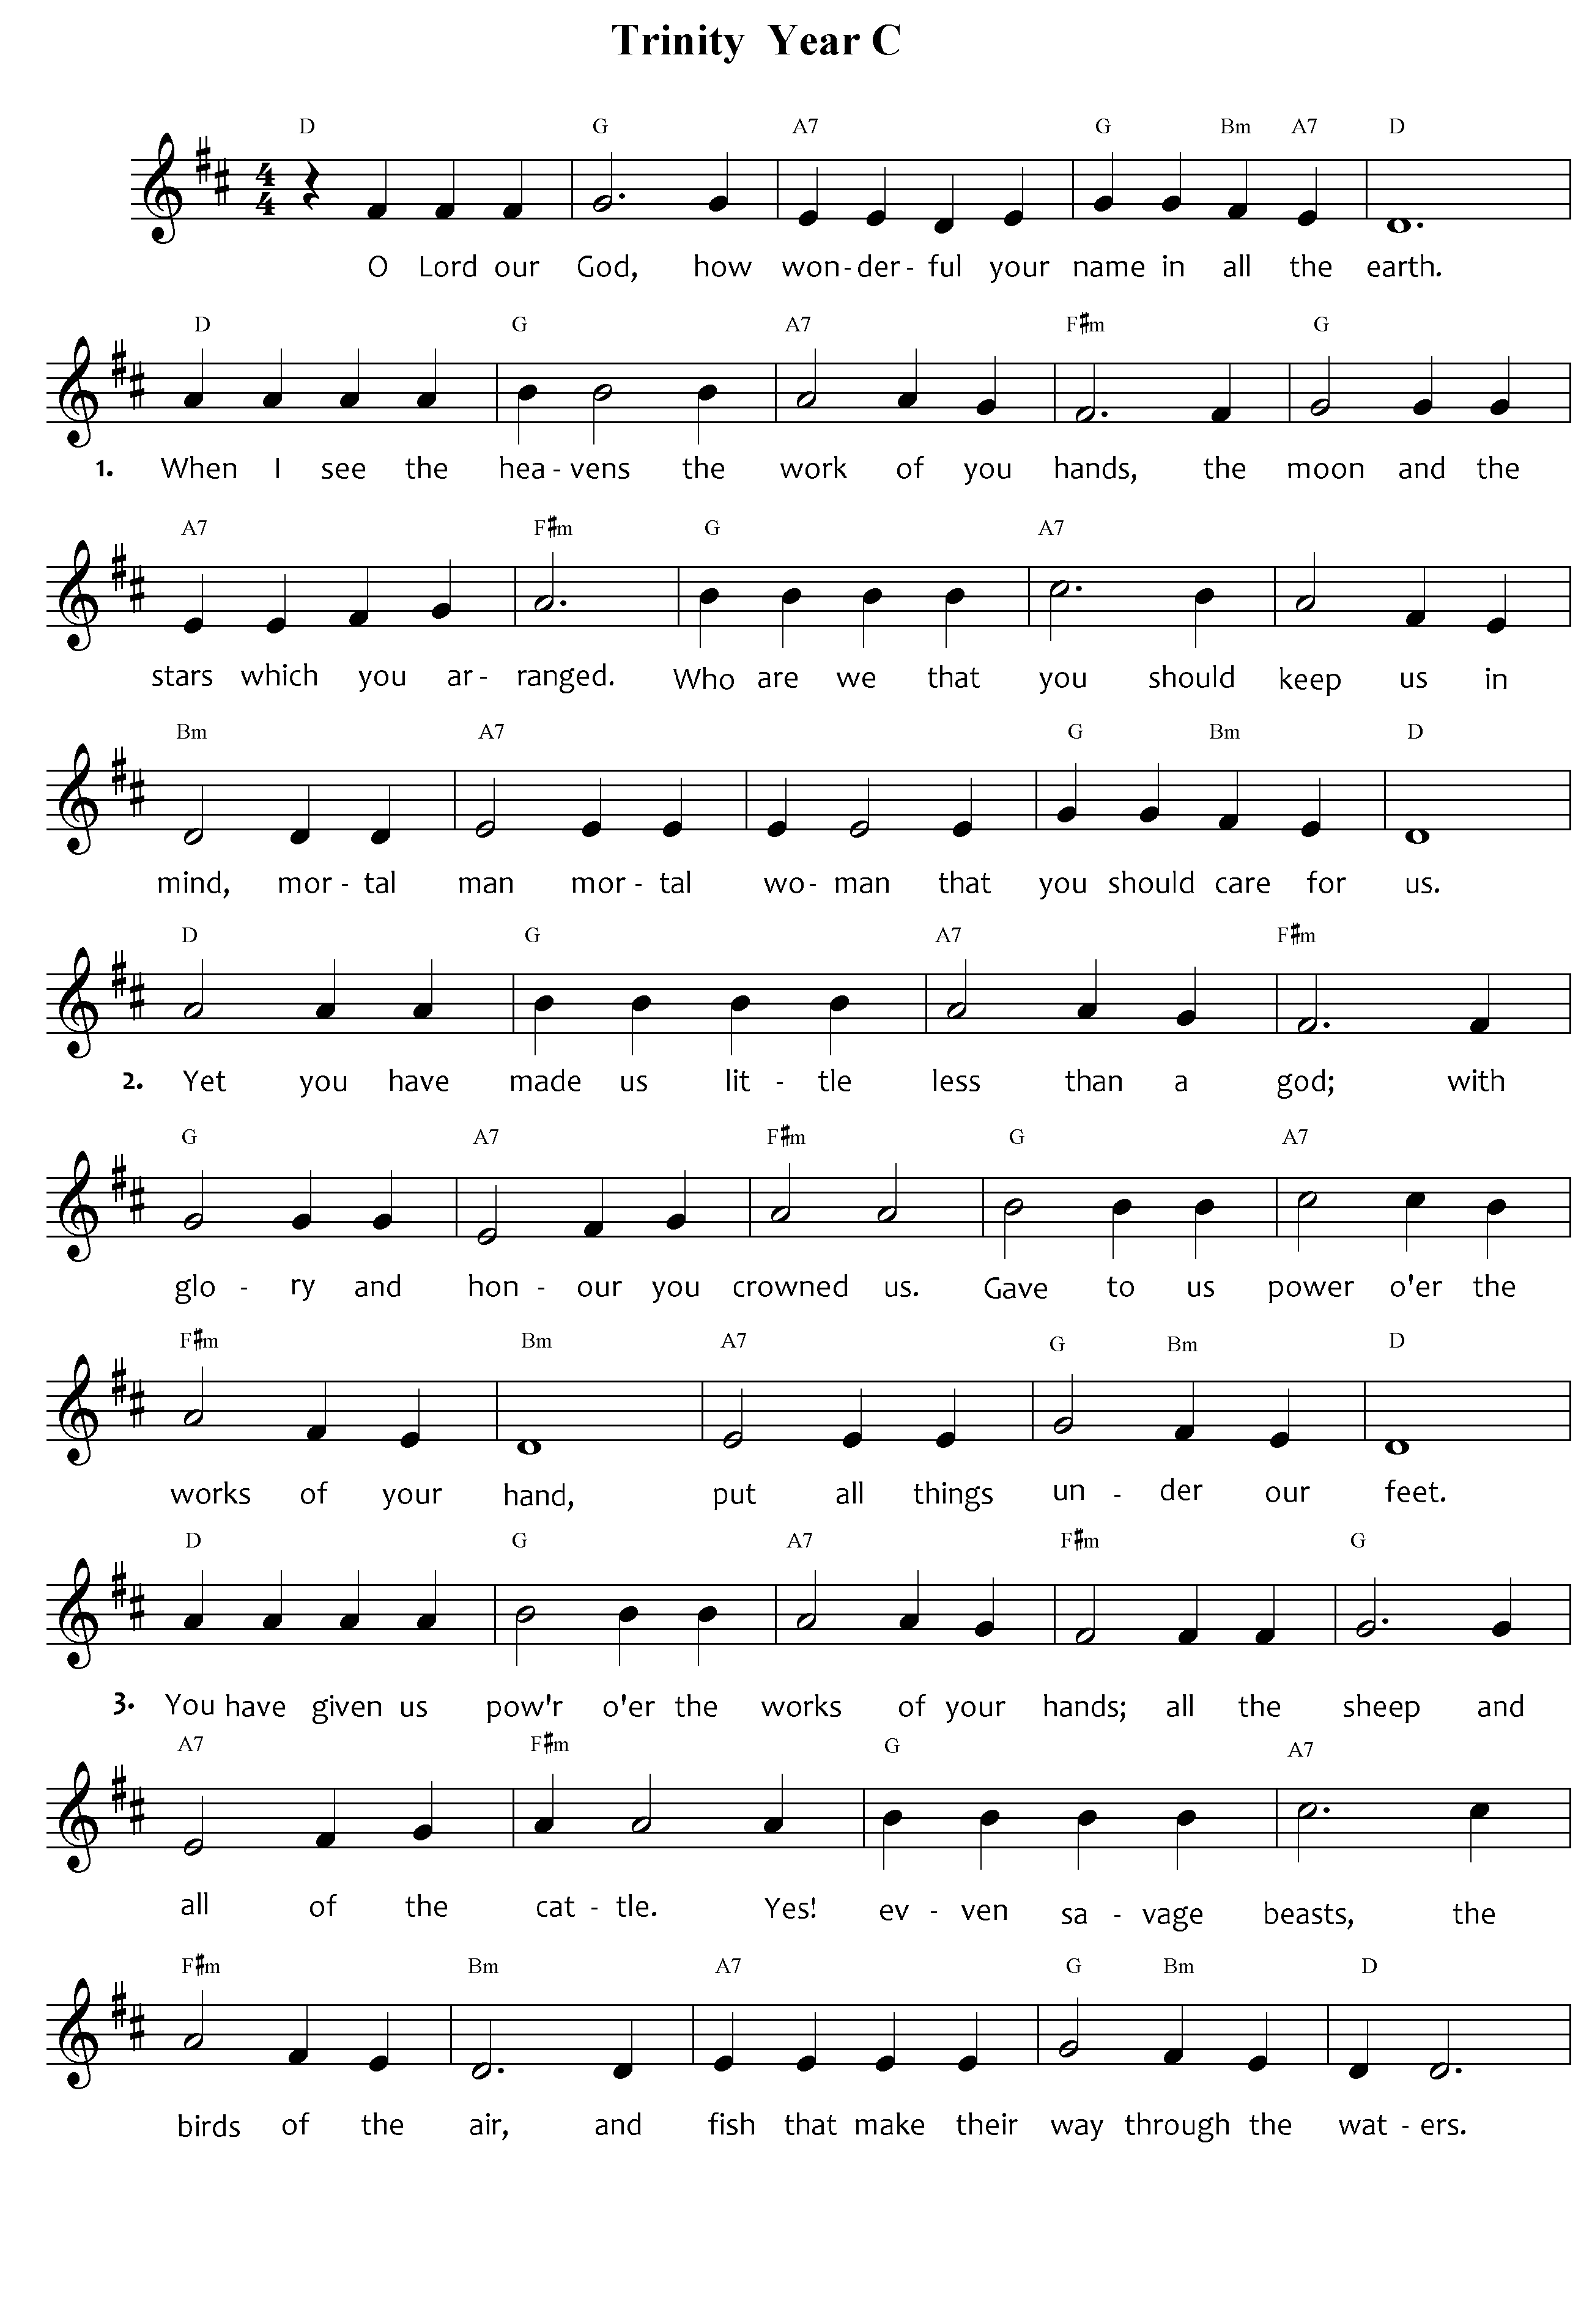 Trinity Year C
D G A7 G Bm A7 D
O Lord our God, how won-der- ful your name in all the earth.
D G A7 F#m G
1. When I see the hea - vens the work of you hands, the moon and the
A7 F#m G A7
stars which you ar- ranged. Who are we that you should keep us in
Bm A7 G Bm D
mind, mor - tal man mor - tal wo- man that you should care for us.
D G A7 F#m
2. Yet you have made us lit - tle less than a god; with
G A7 F#m G A7
glo - ry and hon - our you crowned us. Gave to us power o'er the
F#m Bm A7 G Bm D
works of your hand, put all things un - der our feet.
D G A7 F#m G
3. You have given us pow'r o'er the works of your hands; all the sheep and
A7 F#m G A7
all of the cat - tle. Yes! ev - ven sa - vage beasts, the
F#m Bm A7 G Bm D
birds of the air, and fish that make their way through the wat - ers.